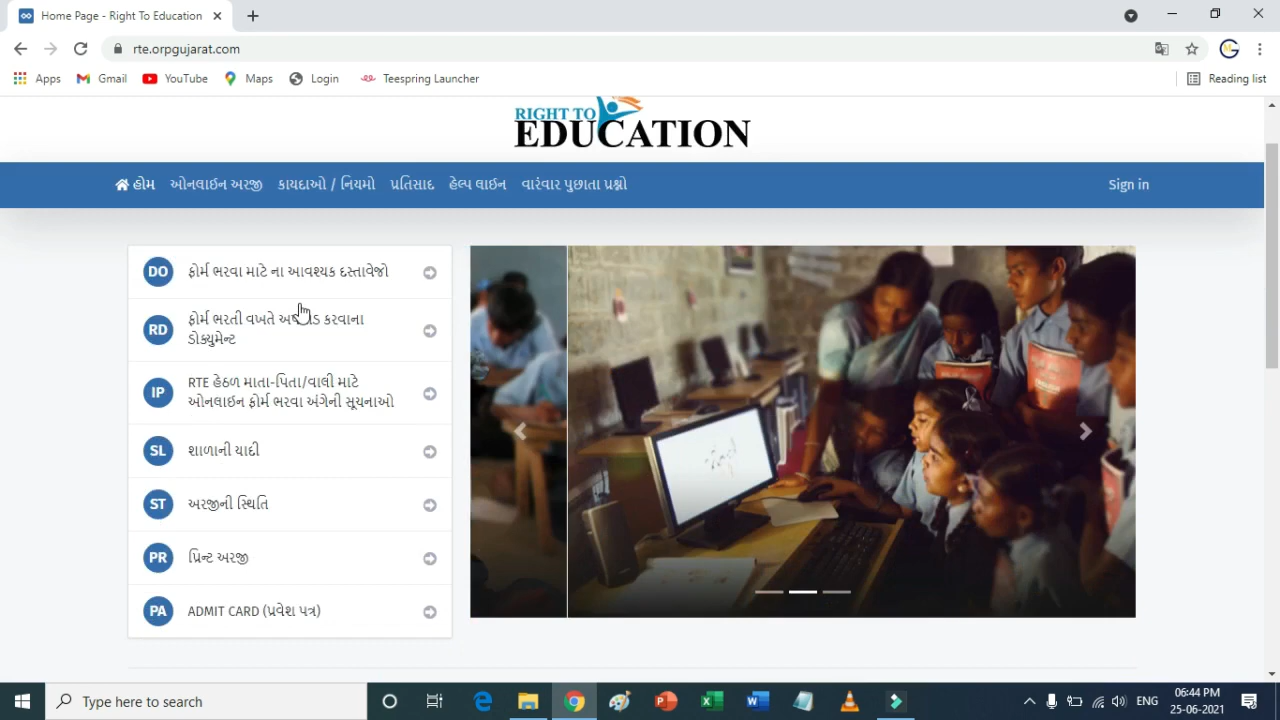 Home Page - Right To Education
rte.orpgujarat.com
Apps Gmail YouTube Maps Login Teespring Launcher Reading list
RIGHT TO
EDUCATION
હોમ ઓનલાઈન અરજી કાયદાઓ / નિયમો પ્રતિસાદ હેલ્પ લાઈન વારંવાર પુછાતા પ્રશ્નો Sign in
DO ફોર્મ ભરવા માટે ના આવશ્યક દસ્તાવેજો
ફોર્મ ભરતી વખતે કરવાના
RD
ડોક્યુમેન્ટ
RTE હેઠળ માતા-પિતા/વાલી માટે
IP
ઓનલાઇન ફોર્મ ભરવા અંગેની સૂચનાઓ
SL શાળાની યાદી
ST અરજીની સ્થિતિ
PR પ્રિન્ટ અરજી
PA ADMIT CARD (પ્રવેશ પત્ર)
Type here to search
ENG
06:44 PM
25-06-2021